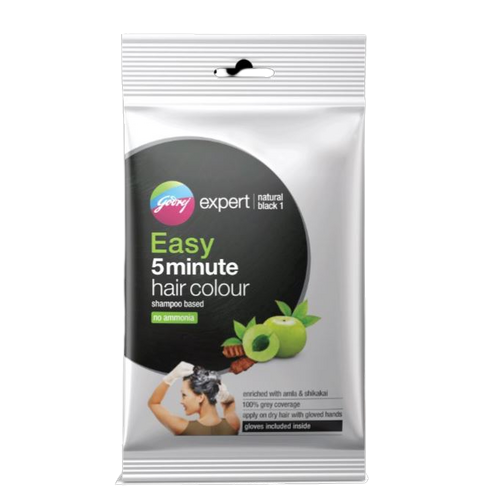 Godrej
expert
natural
black 1
Easy
5 minute
hair colour
shampoo based
no ammonia
enriched with amla & shikakai
100% grey coverage
apply on dry hair with gloved hands
gloves included inside